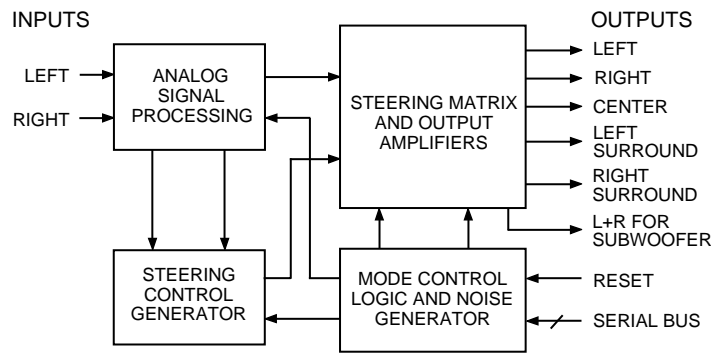 INPUTS
OUTPUTS
LEFT
RIGHT
ANALOG
SIGNAL
PROCESSING
STEERING MATRIX
AND OUTPUT
AMPLIFIERS
LEFT
RIGHT
CENTER
LEFT
SURROUND
RIGHT
SURROUND
L+R FOR
SUBWOOFER
STEERING
CONTROL
GENERATOR
MODE CONTROL
LOGIC AND NOISE
GENERATOR
RESET
SERIAL BUS